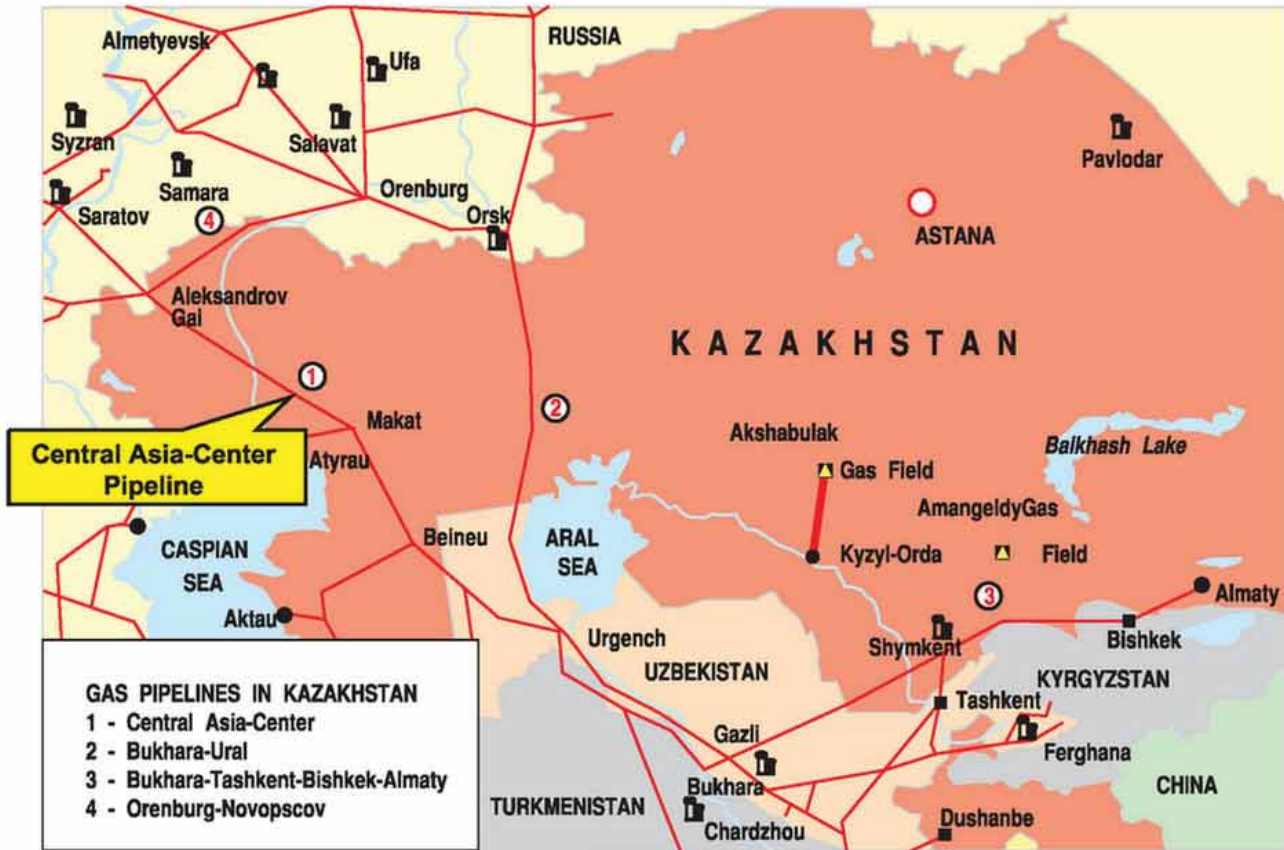 Almetyevsk
RUSSIA
Ufa
Syzran
Salavat
Pavlodar
Samara
Orenburg
Saratov
4
Orsk
ASTANA
Aleksandrov
Gai
KAZAKHSTAN
1
2
Makat
Akshabulak
Balkhash Lake
Central Asia-Center
Pipeline
Atyrau
Gas Field
AmangeldyGas
Beineu
ARAL
SEA
Kyzyl-Orda
Field
CASPIAN
SEA
3
Almaty
Aktau
Urgench
Shymkent
Bishkek
UZBEKISTAN
KYRGYZSTAN
Tashkent
Gazli
Ferghana
Bukhara
CHINA
TURKMENISTAN
Chardzhou
Dushanbe
GAS PIPELINES IN KAZAKHSTAN
1 - Central Asia-Center
2 - Bukhara-Ural
3 - Bukhara-Tashkent-Bishkek-Almaty
4 - Orenburg-Novopscov